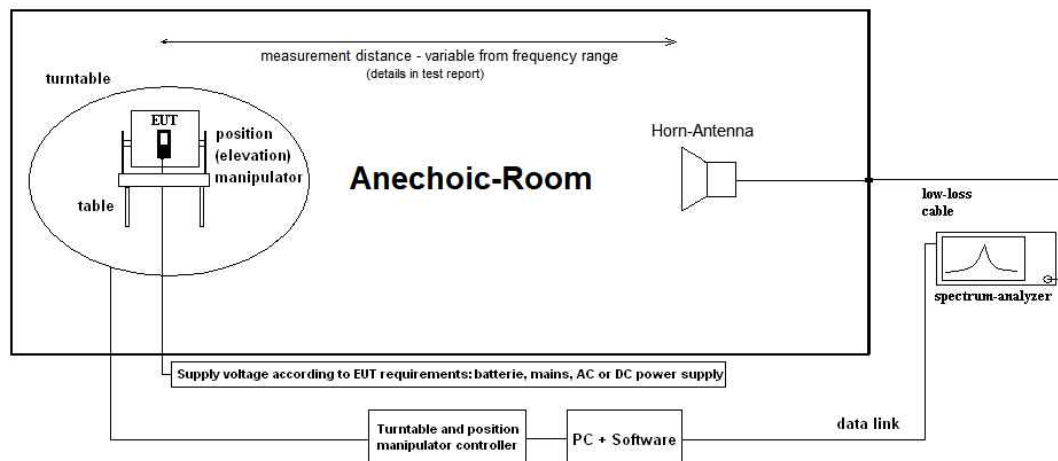 measurement distance - variable from frequency range
(details in test report)
turntable
EUT
position
(elevation)
manipulator
table
Anechoic-Room
Horn-Antenna
low-loss
cable
spectrum-analyzer
Supply voltage according to EUT requirements: batterie, mains, AC or DC power supply
Turntable and position
manipulator controller
PC + Software
data link